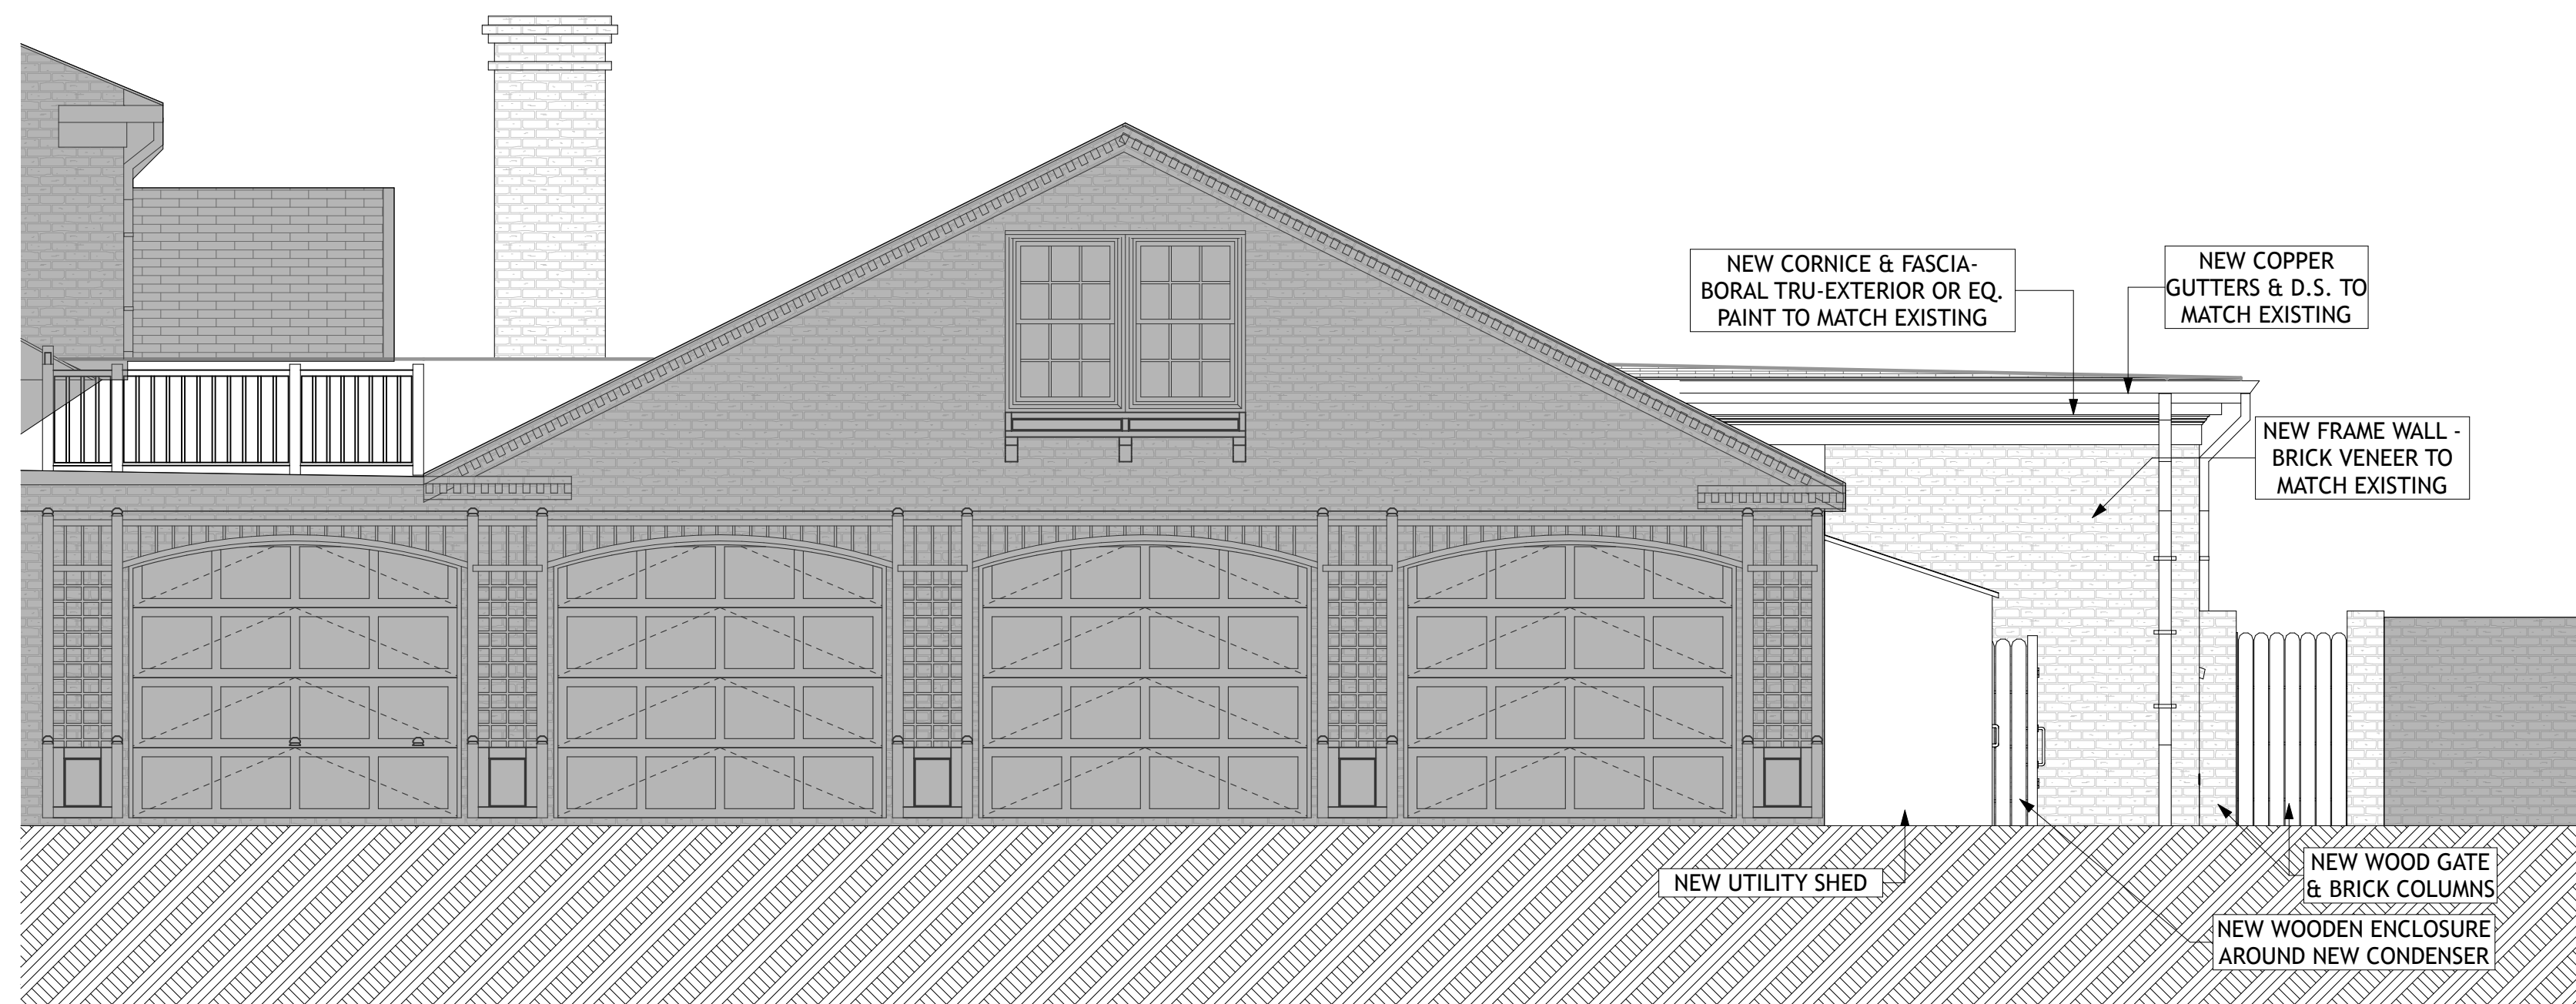 NEW CORNICE & FASCIA-
BORAL TRU-EXTERIOR OR EQ.
PAINT TO MATCH EXISTING
NEW COPPER
GUTTERS & D.S. TO
MATCH EXISTING
NEW FRAME WALL -
BRICK VENEER TO
MATCH EXISTING
NEW UTILITY SHED
NEW WOOD GATE
& BRICK COLUMNS
NEW WOODEN ENCLOSURE
AROUND NEW CONDENSER